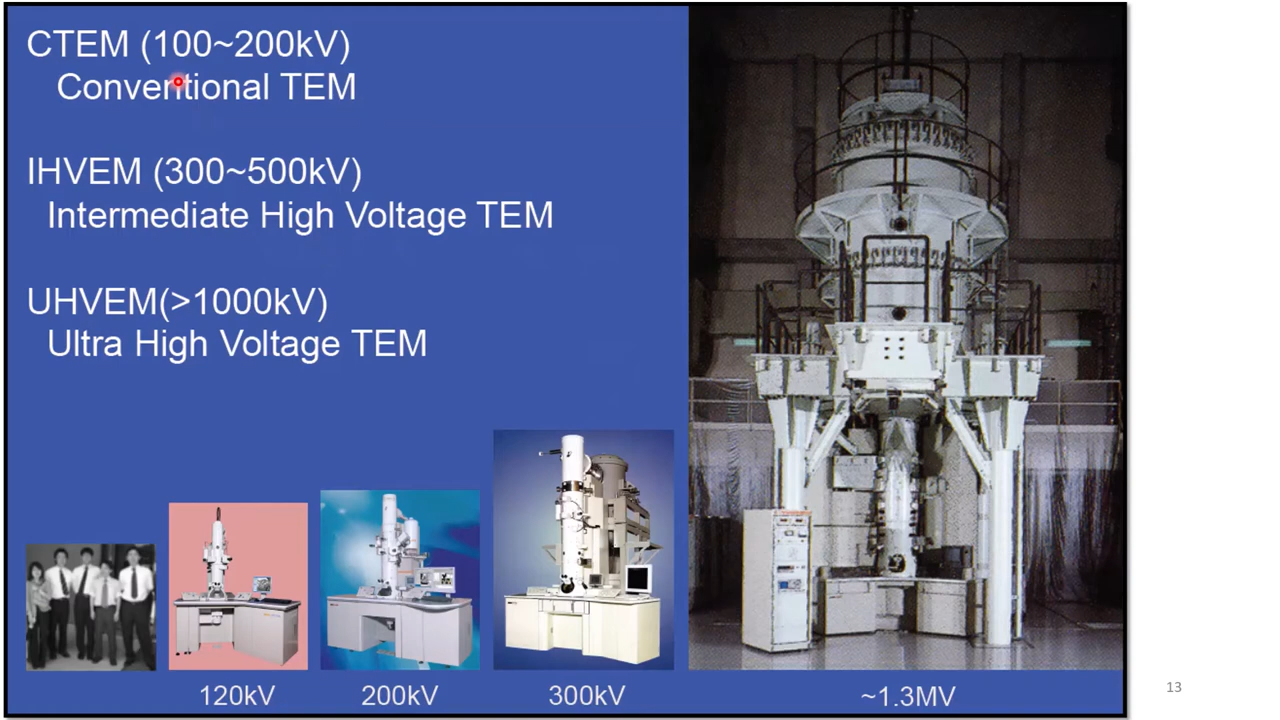 CTEM (100~200kV)
Conventional TEM
IHVEM (300~500kV)
Intermediate High Voltage TEM
UHVEM(>1000kV)
Ultra High Voltage TEM
120kV
200kV
300kV
~1.3MV
13